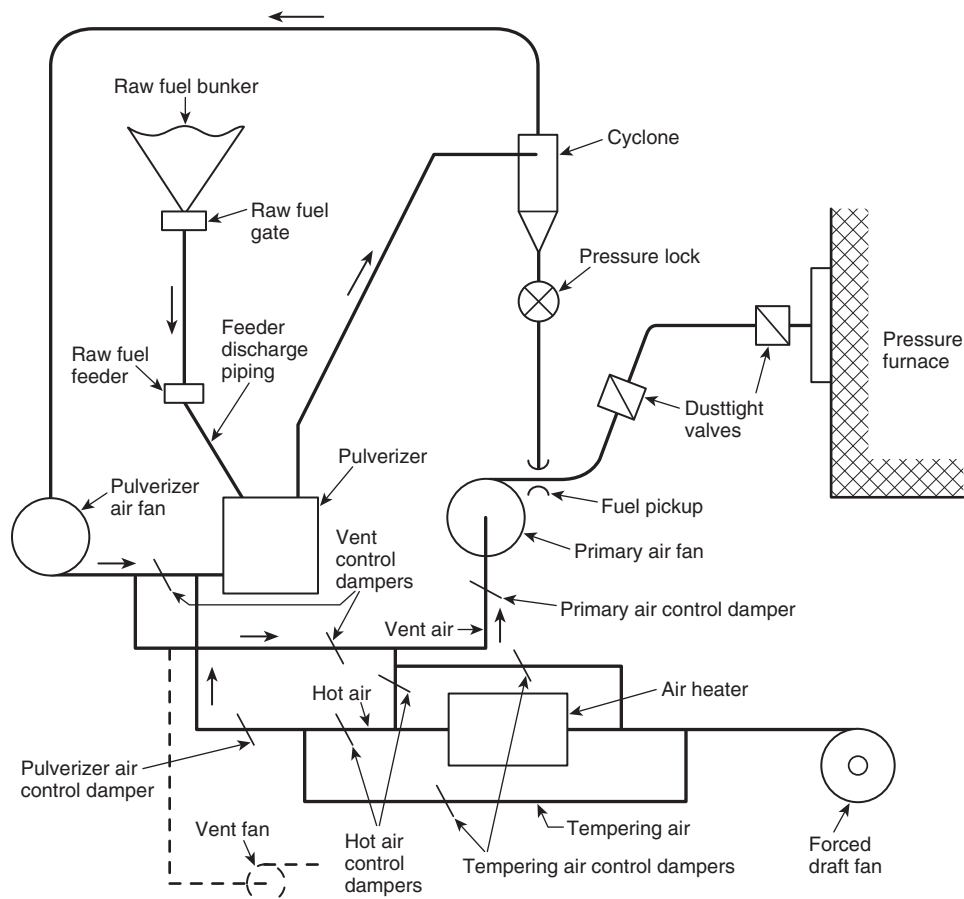 Raw fuel bunker
Cyclone
Raw fuel
gate
Pressure lock
Feeder
discharge
piping
Raw fuel
feeder
Pressure
furnace
Dusttight
valves
Pulverizer
Pulverizer
air fan
Fuel pickup
Vent
control
dampers
Primary air fan
Primary air control damper
Vent air
Hot air
Air heater
Pulverizer air
control damper
Tempering air
Vent fan
Hot air
control
dampers
Tempering air control dampers
Forced
draft fan